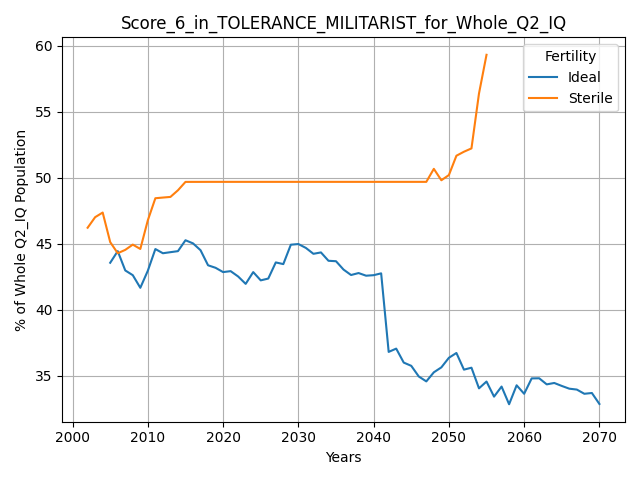 Score_6_in_TOLERANCE_MILITARIST_for_Whole_Q2_IQ
Fertility
Ideal
Sterile
% of Whole Q2_IQ Population
60
55
50
45
40
35
2000 2010 2020 2030 2040 2050 2060 2070
Years